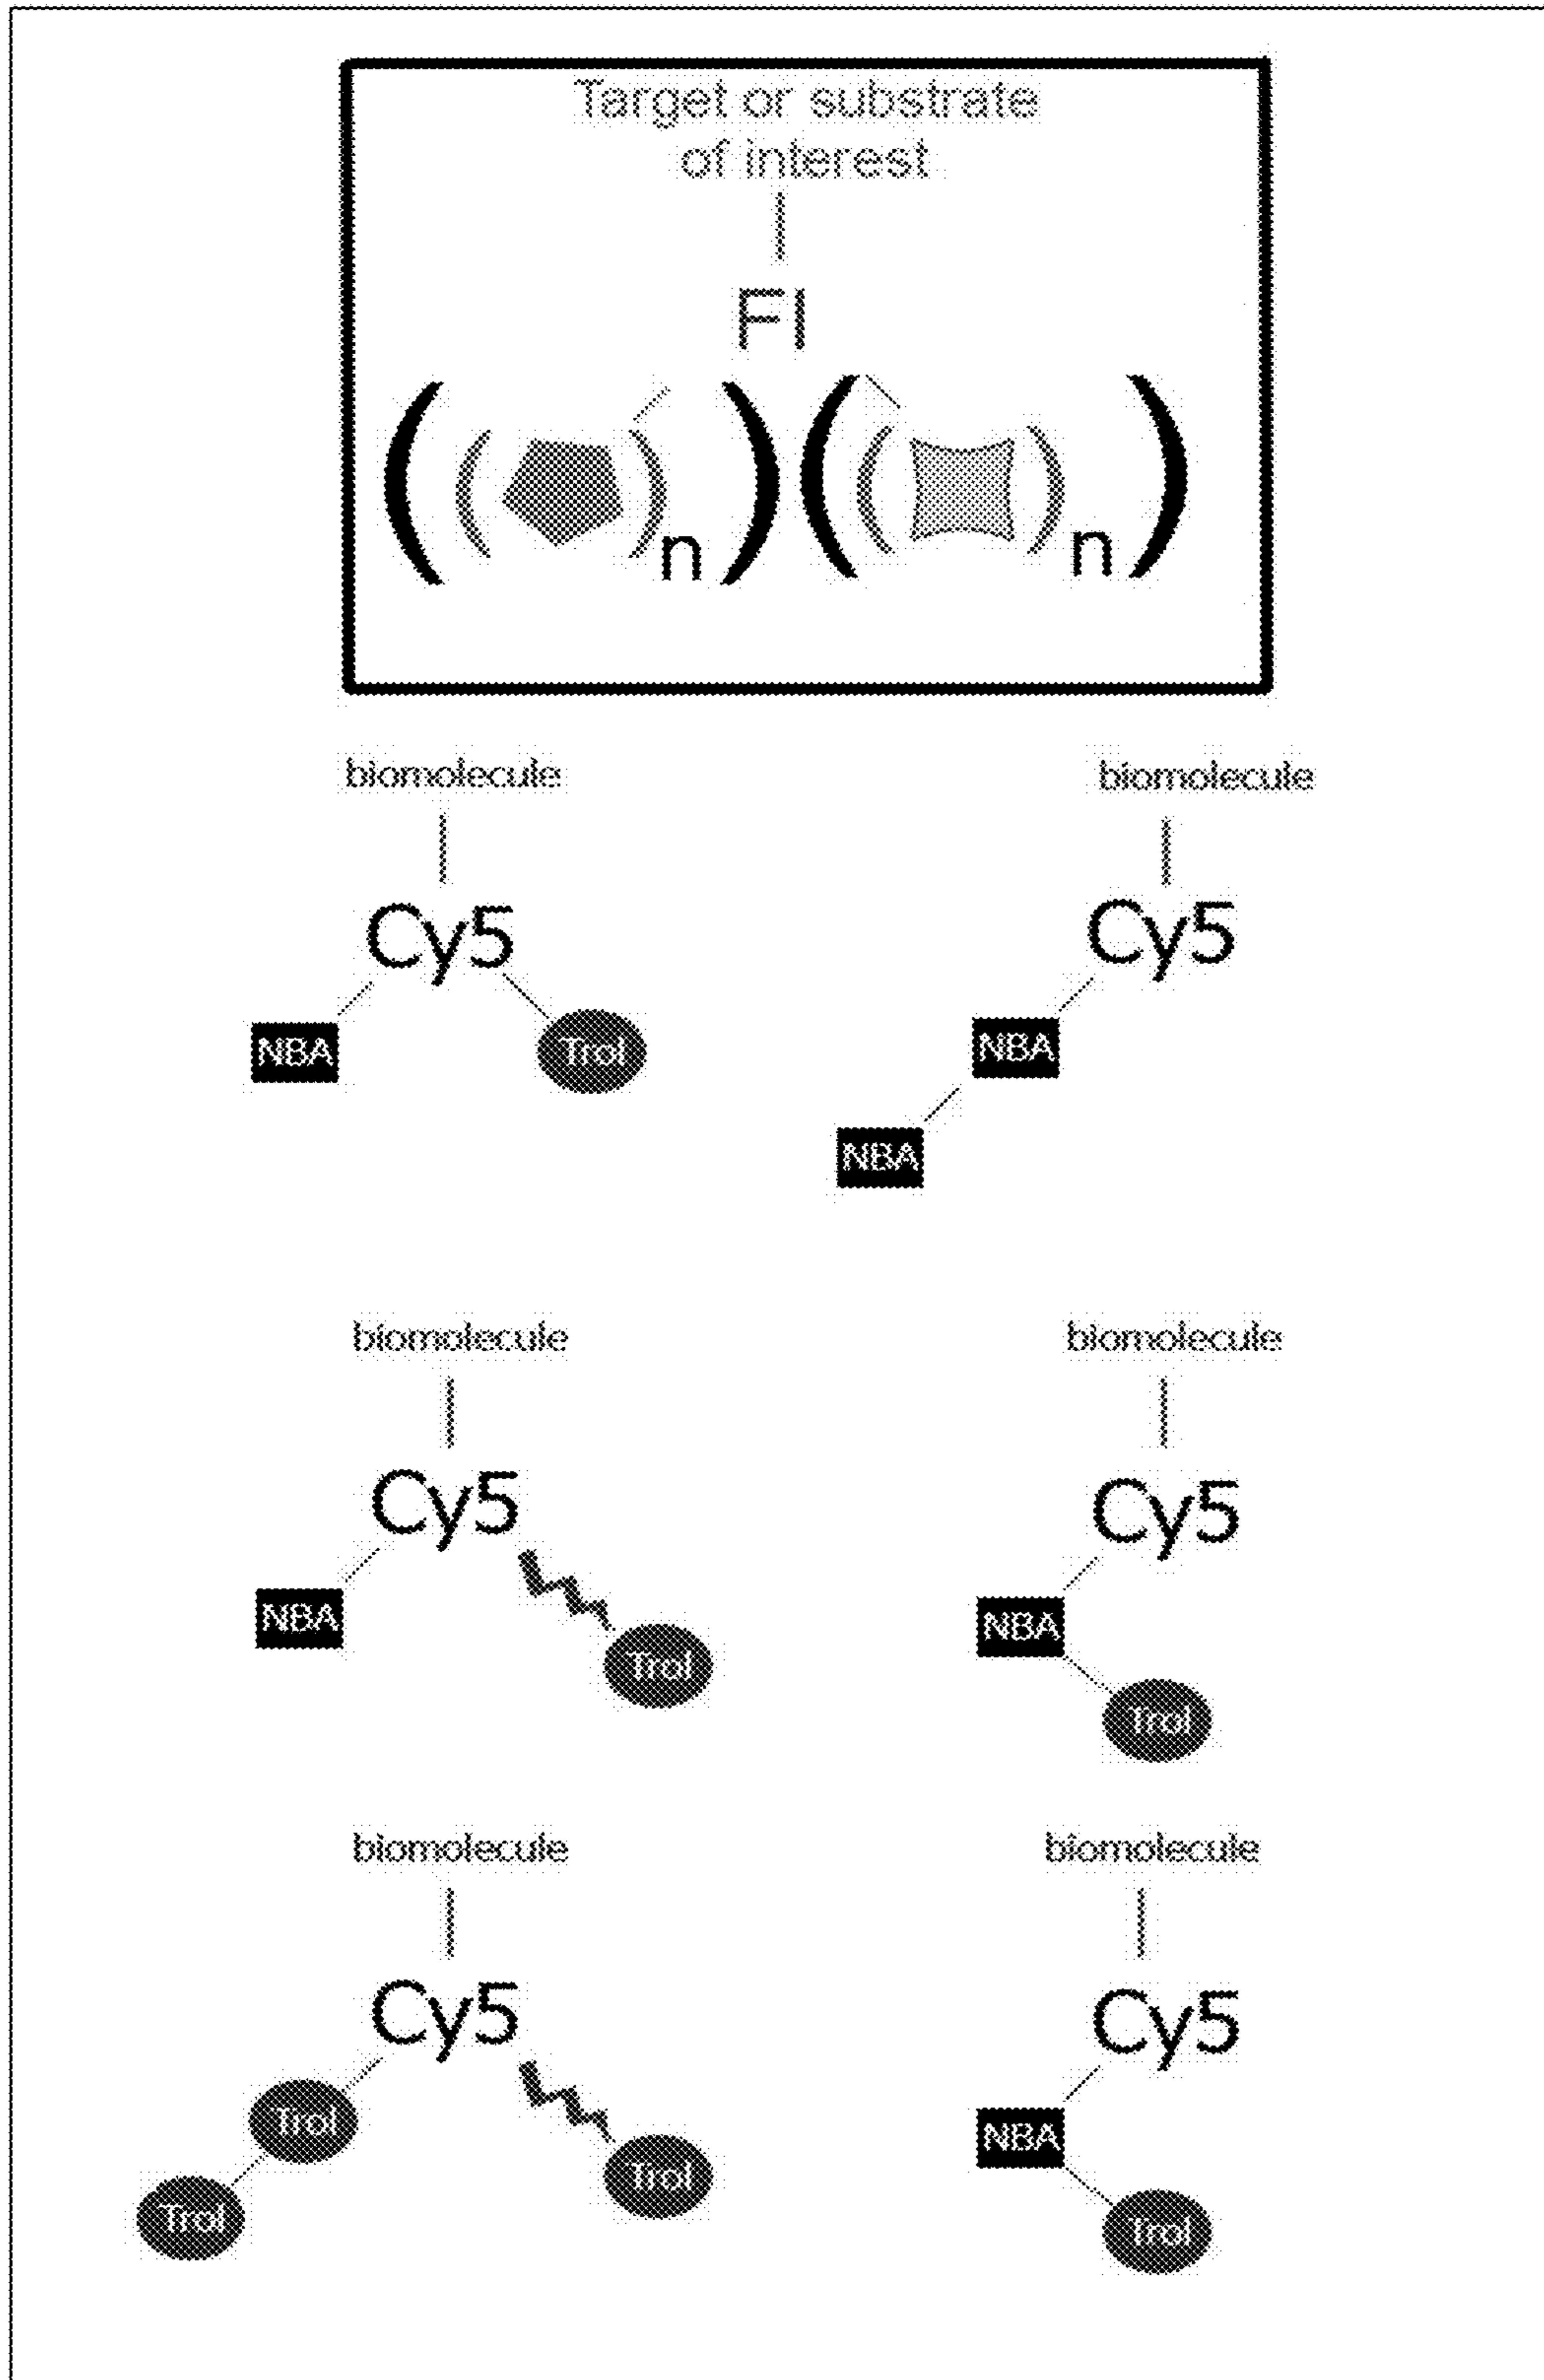 Target or substrate
of interest
Fl
n n
biomolecule biomolecule
Cy5 Cy5
NBA Trol NBA
NBA
biomolecule biomolecule
Cy5 Cy5
NBA NBA
Trol Trol
biomolecule biomolecule
Cy5 Cy5
Trol NBA
Trol
Trol Trol